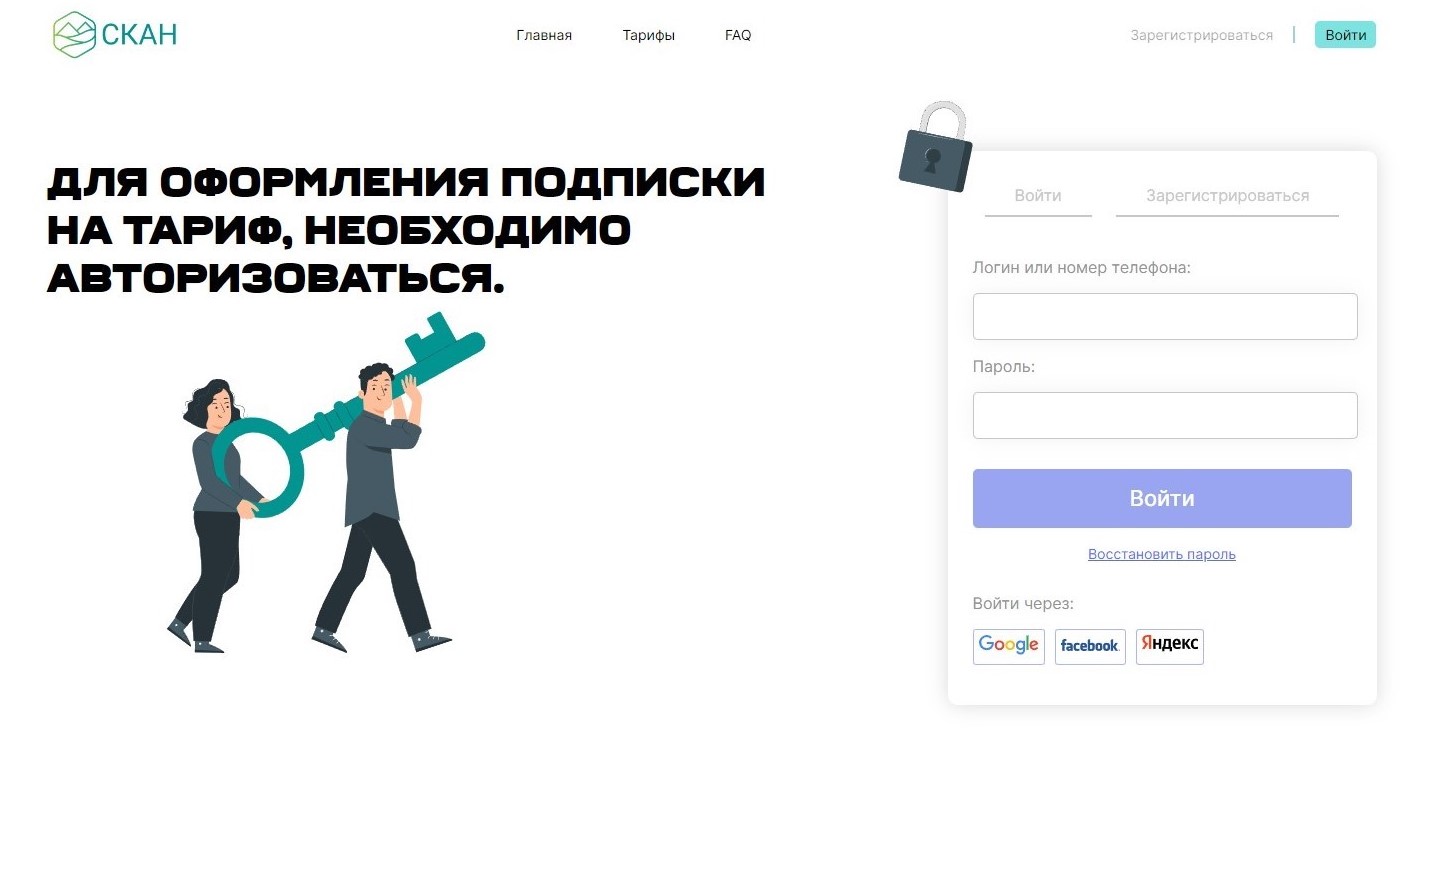 СКАН
Главная
Тарифы
FAQ
Зарегистрироваться
Войти
ДЛЯ ОФОРМЛЕНИЯ ПОДПИСКИ
НА ТАРИФ, НЕОБХОДИМО
АВТОРИЗОВАТЬСЯ.
Войти
Зарегистрироваться
Логин или номер телефона:
Пароль:
Войти
Восстановить пароль
Войти через:
Google
facebook.
Яндекс